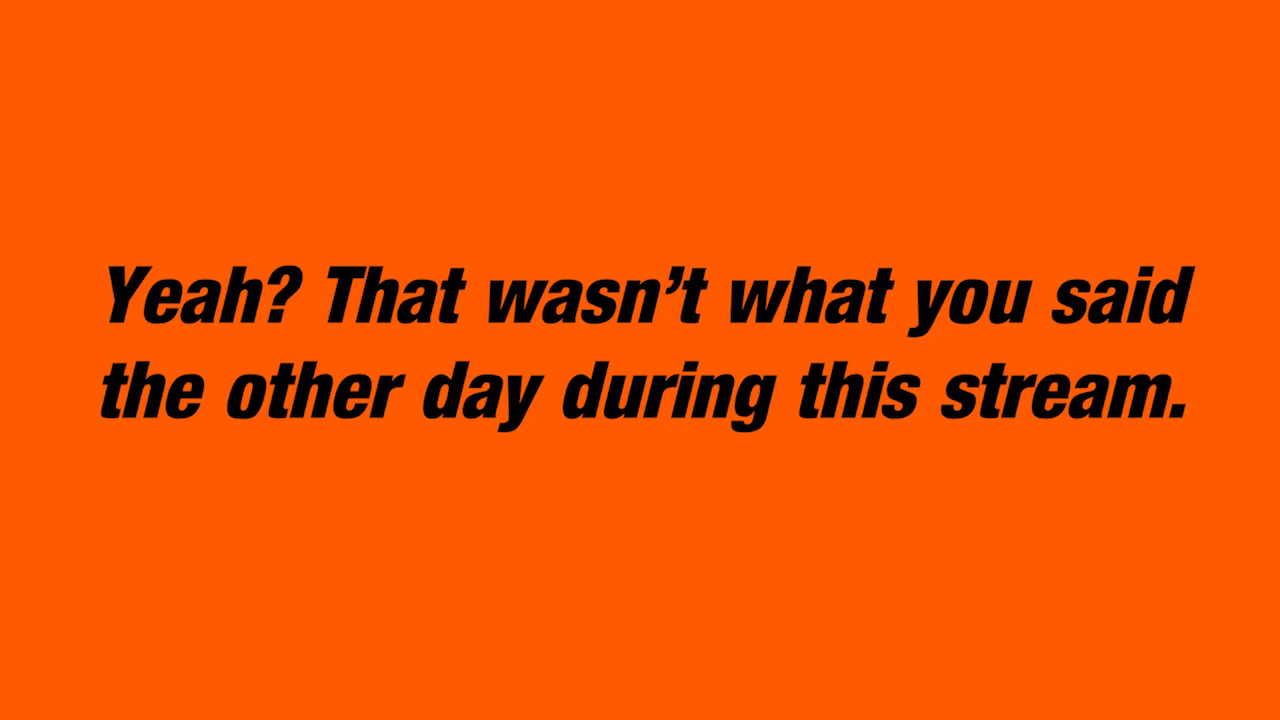 Yeah? That wasn’t what you said
the other day during this stream.